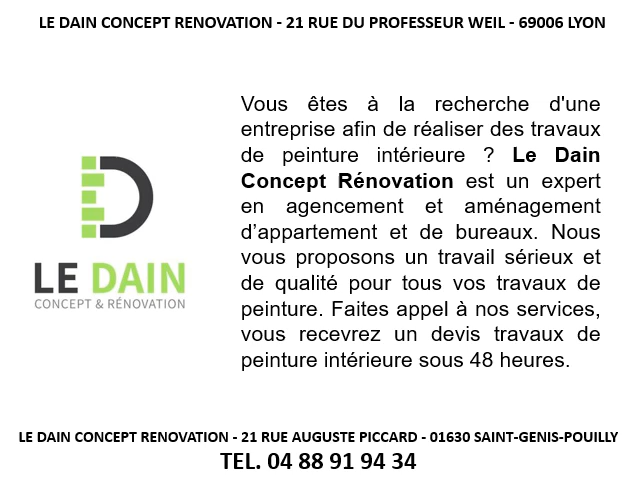 LE DAIN CONCEPT RENOVATION - 21 RUE DU PROFESSEUR WEIL - 69006 LYON
Vous êtes à la recherche d'une
entreprise afin de réaliser des travaux
de peinture intérieure ? Le Dain
Concept Rénovation est un expert
en agencement et aménagement
d’appartement et de bureaux. Nous
vous proposons un travail sérieux et
de qualité pour tous vos travaux de
peinture. Faites appel à nos services,
vous recevrez un devis travaux de
peinture intérieure sous 48 heures.
LE DAIN
CONCEPT & RÉNOVATION
LE DAIN CONCEPT RENOVATION - 21 RUE AUGUSTE PICCARD - 01630 SAINT-GENIS-POUILLY
TEL. 04 88 91 94 34